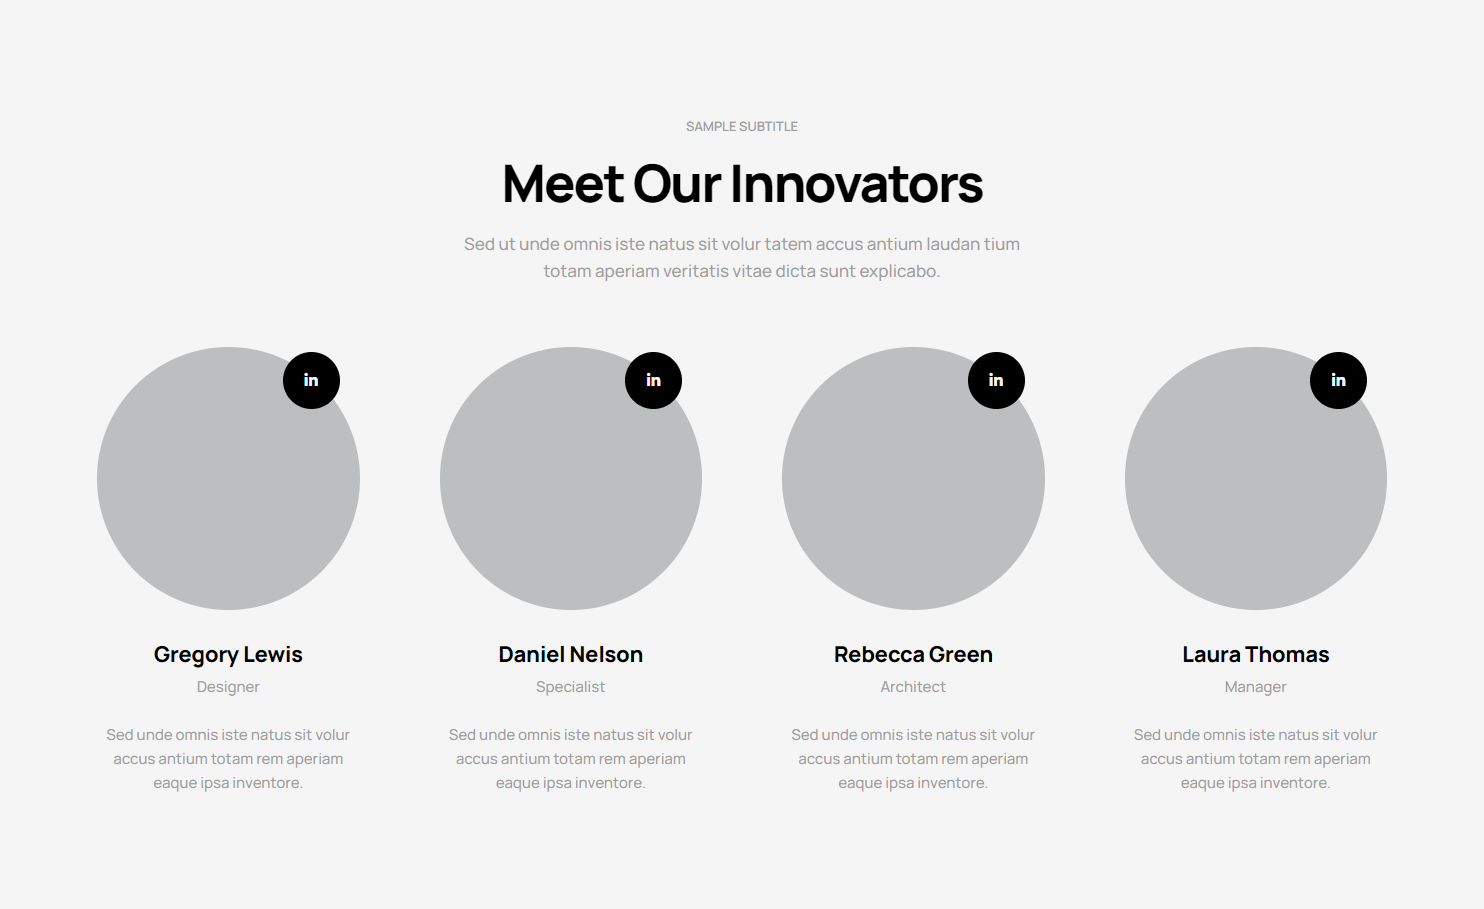 SAMPLE SUBTITLE
Meet Our Innovators
Sed ut unde omnis iste natus sit volur tatem accus antium laudan tium
totam aperiam veritatis vitae dicta sunt explicabo.
in
in
in
in
Gregory Lewis
Designer
Sed unde omnis iste natus sit volur
accus antium totam rem aperiam
eaque ipsa inventore.
Daniel Nelson
Specialist
Sed unde omnis iste natus sit volur
accus antium totam rem aperiam
eaque ipsa inventore.
Rebecca Green
Architect
Sed unde omnis iste natus sit volur
accus antium totam rem aperiam
eaque ipsa inventore.
Laura Thomas
Manager
Sed unde omnis iste natus sit volur
accus antium totam rem aperiam
eaque ipsa inventore.